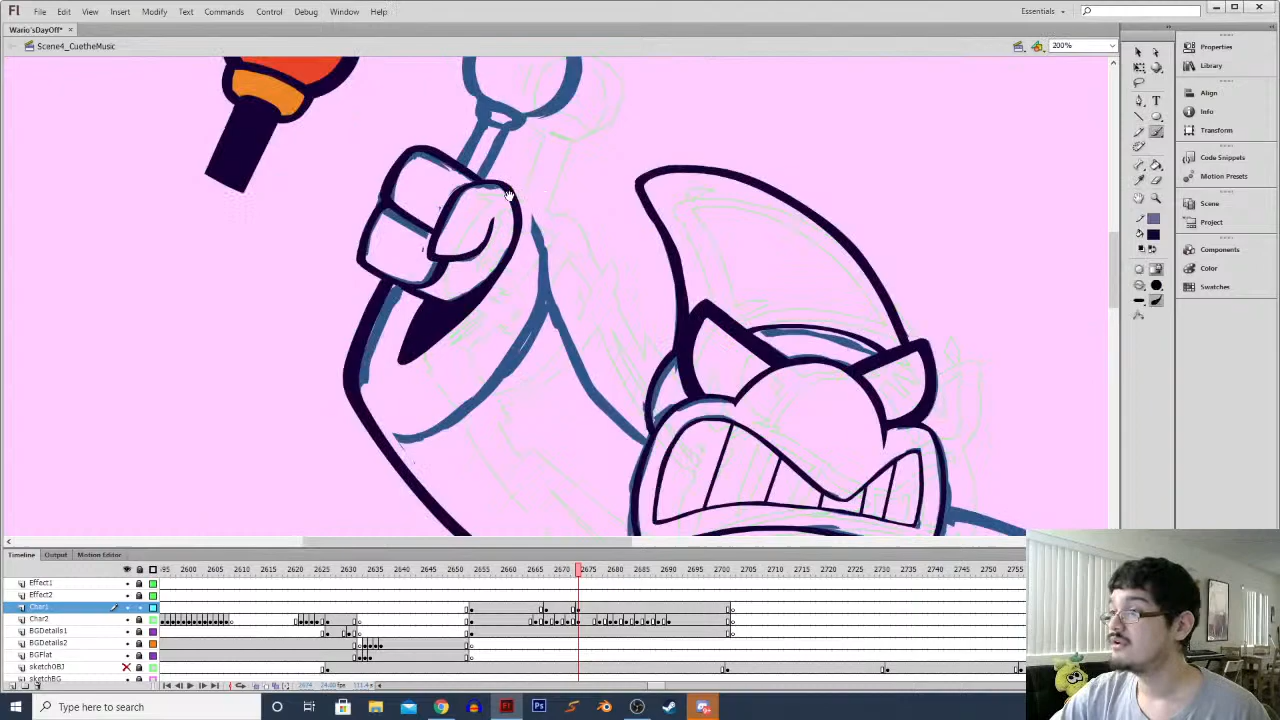 Fl File Edit View Insert Modify Text Commands Control Debug Window Help Essentials
Wario'sDayOff*
Scene4_CuetheMusic 200%
Properties
Library
Align
Info
Transform
Code Snippets
Motion Presets
Scene
Project
Components
Color
Swatches
Timeline Output Motion Editor
2600 2605 2610 2615 2620 2625 2630 2635 2640 2645 2650 2655 2660 2665 2670 2675 2680 2685 2690 2695 2700 2705 2710 2715 2720 2725 2730 2735 2740 2745 2750 2755
Effect1
Effect2
Char1
Char2
BGDetails1
BGDetails2
BGFlat
sketchOBJ
sketchBG
2674 24.00fps
Type here to search